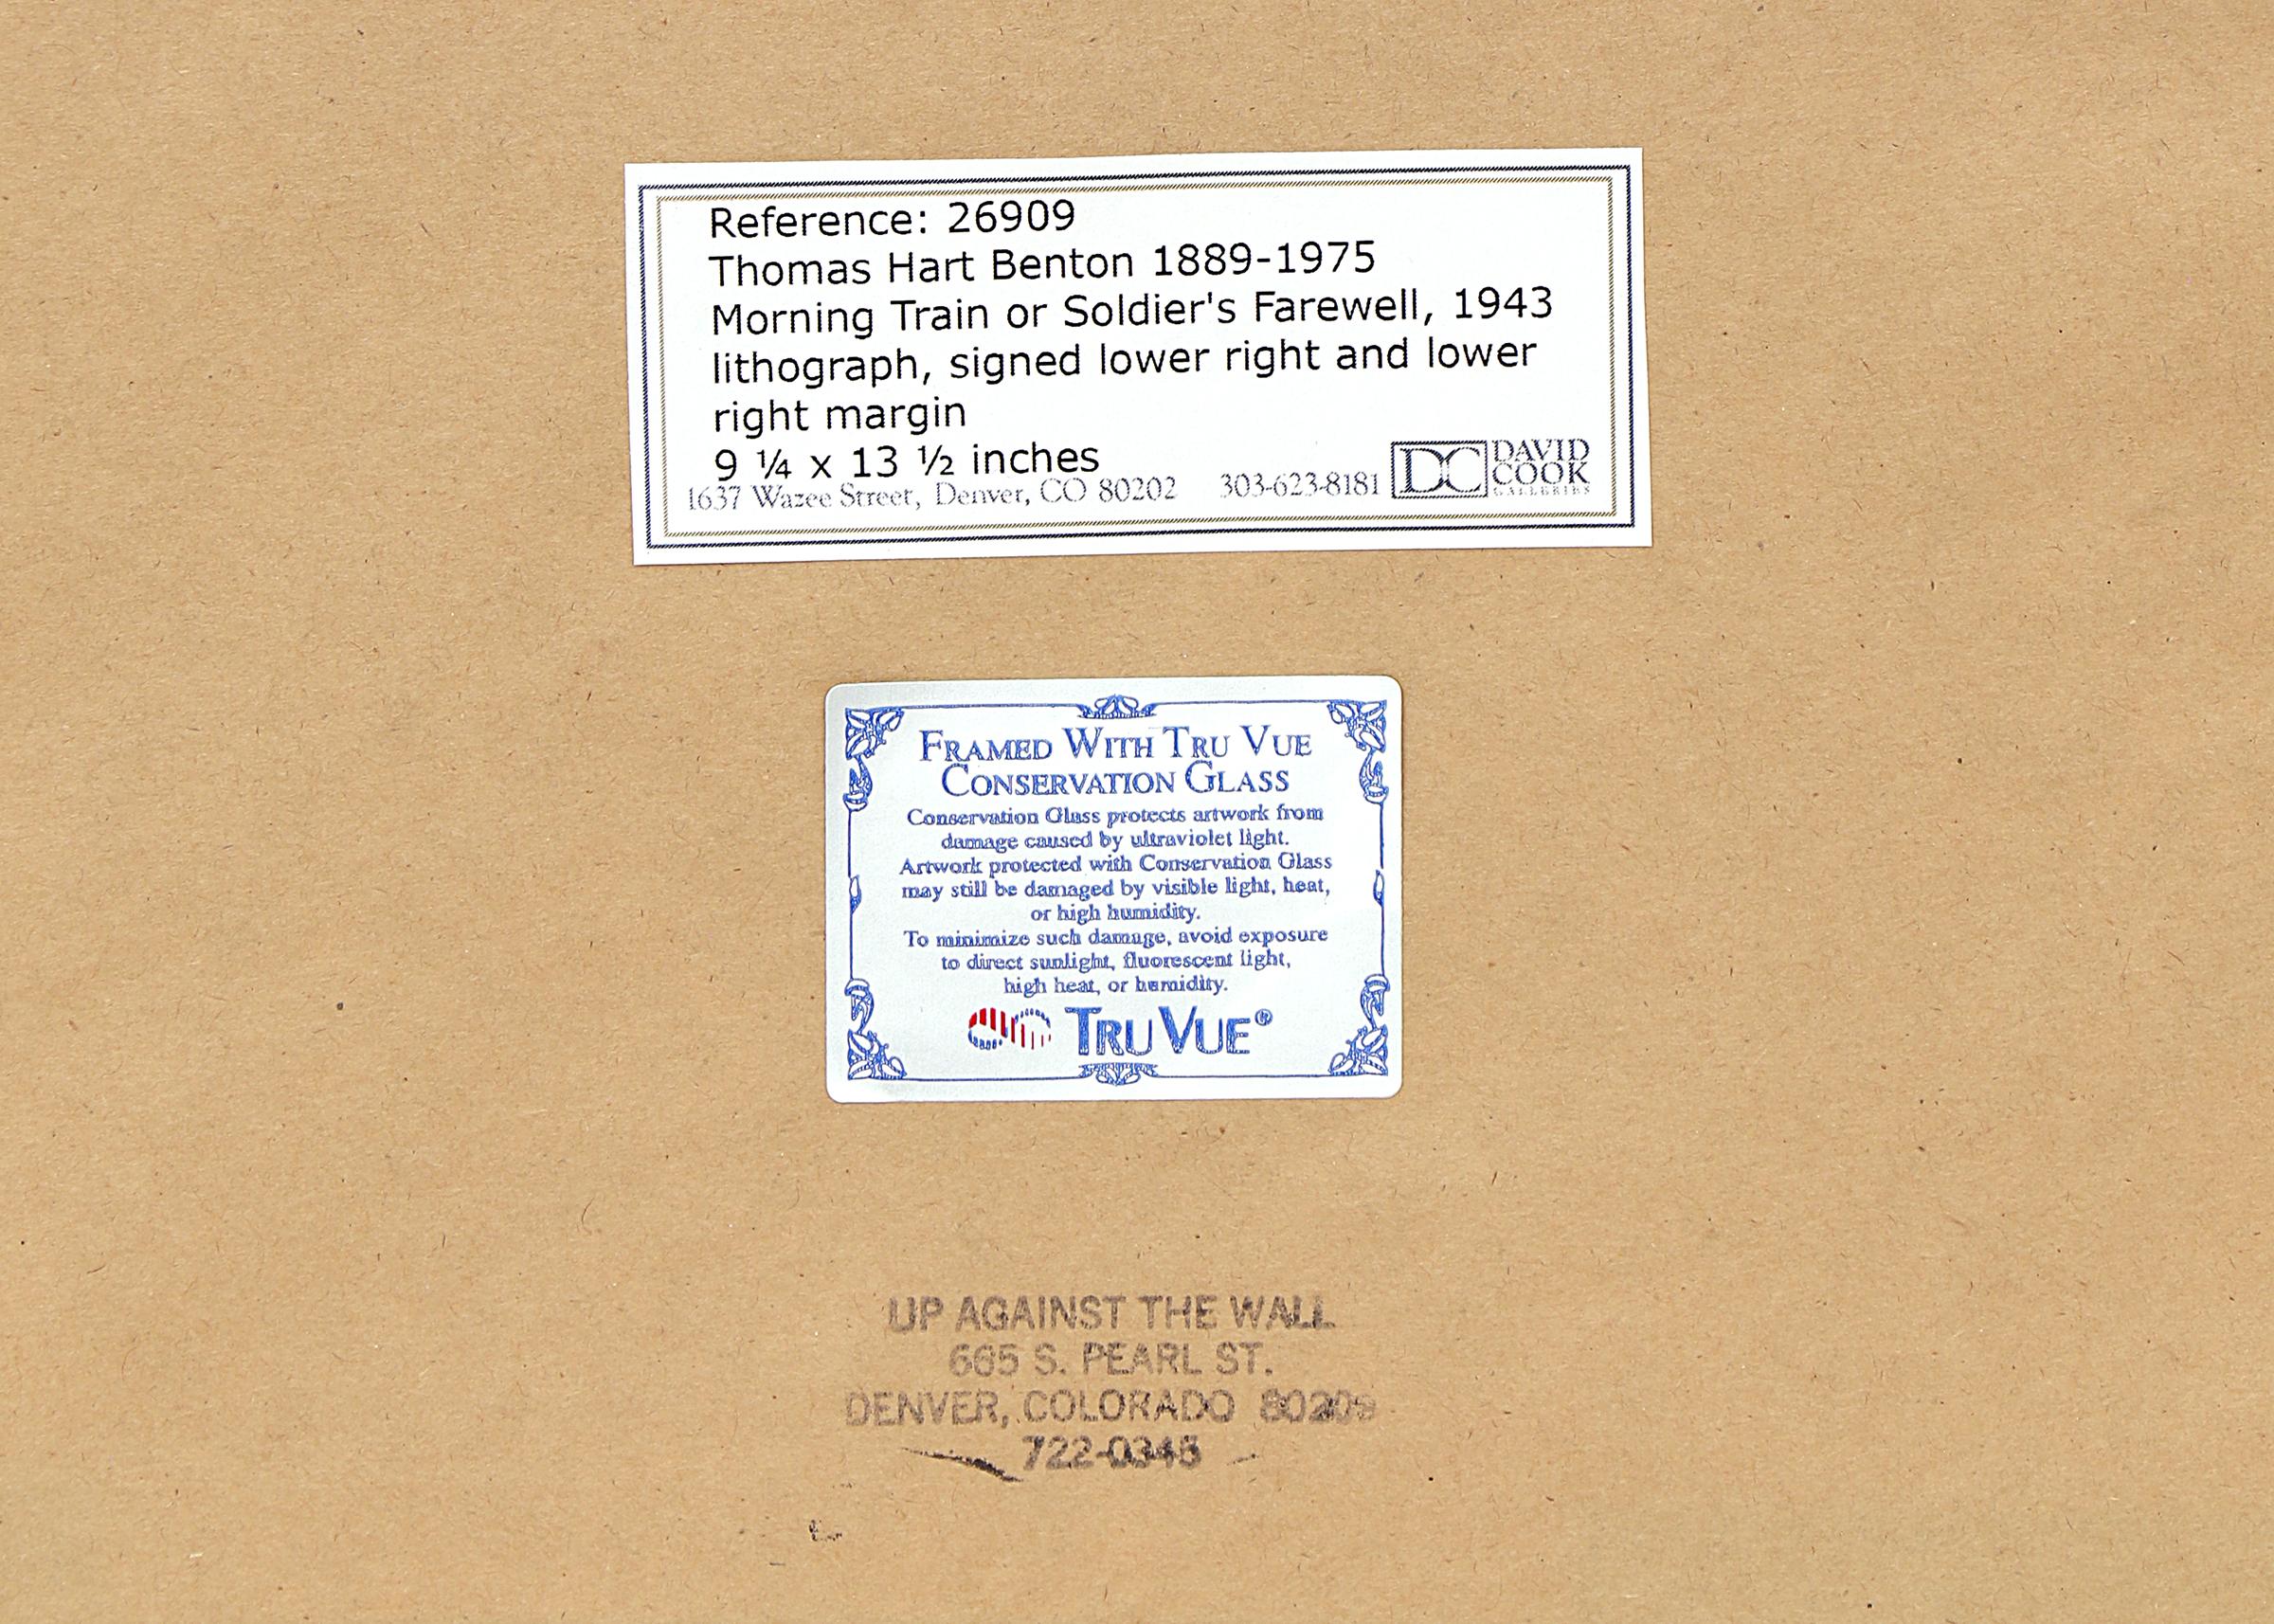 Reference: 26909
Thomas Hart Benton 1889-1975
Morning Train or Soldier's Farewell, 1943
lithograph, signed lower right and lower
right margin
9 ¼ x 13 ½ inches
1637 Wazee Street, Denver, CO 80202 303-623-8181 DC DAVID
COOK
GALLERIES
FRAMED WITH TRU VUE
CONSERVATION GLASS
Conservation Glass protects artwork from
damage caused by ultraviolet light.
Artwork protected with Conservation Glass
may still be damaged by visible light, heat,
or high humidity.
To minimize such damage, avoid exposure
to direct sunlight, fluorescent light,
high heat, or humidity.
TRU VUE®
UP AGAINST THE WALL
665 S. PEARL ST.
DENVER, COLORADO 80209
722-0345